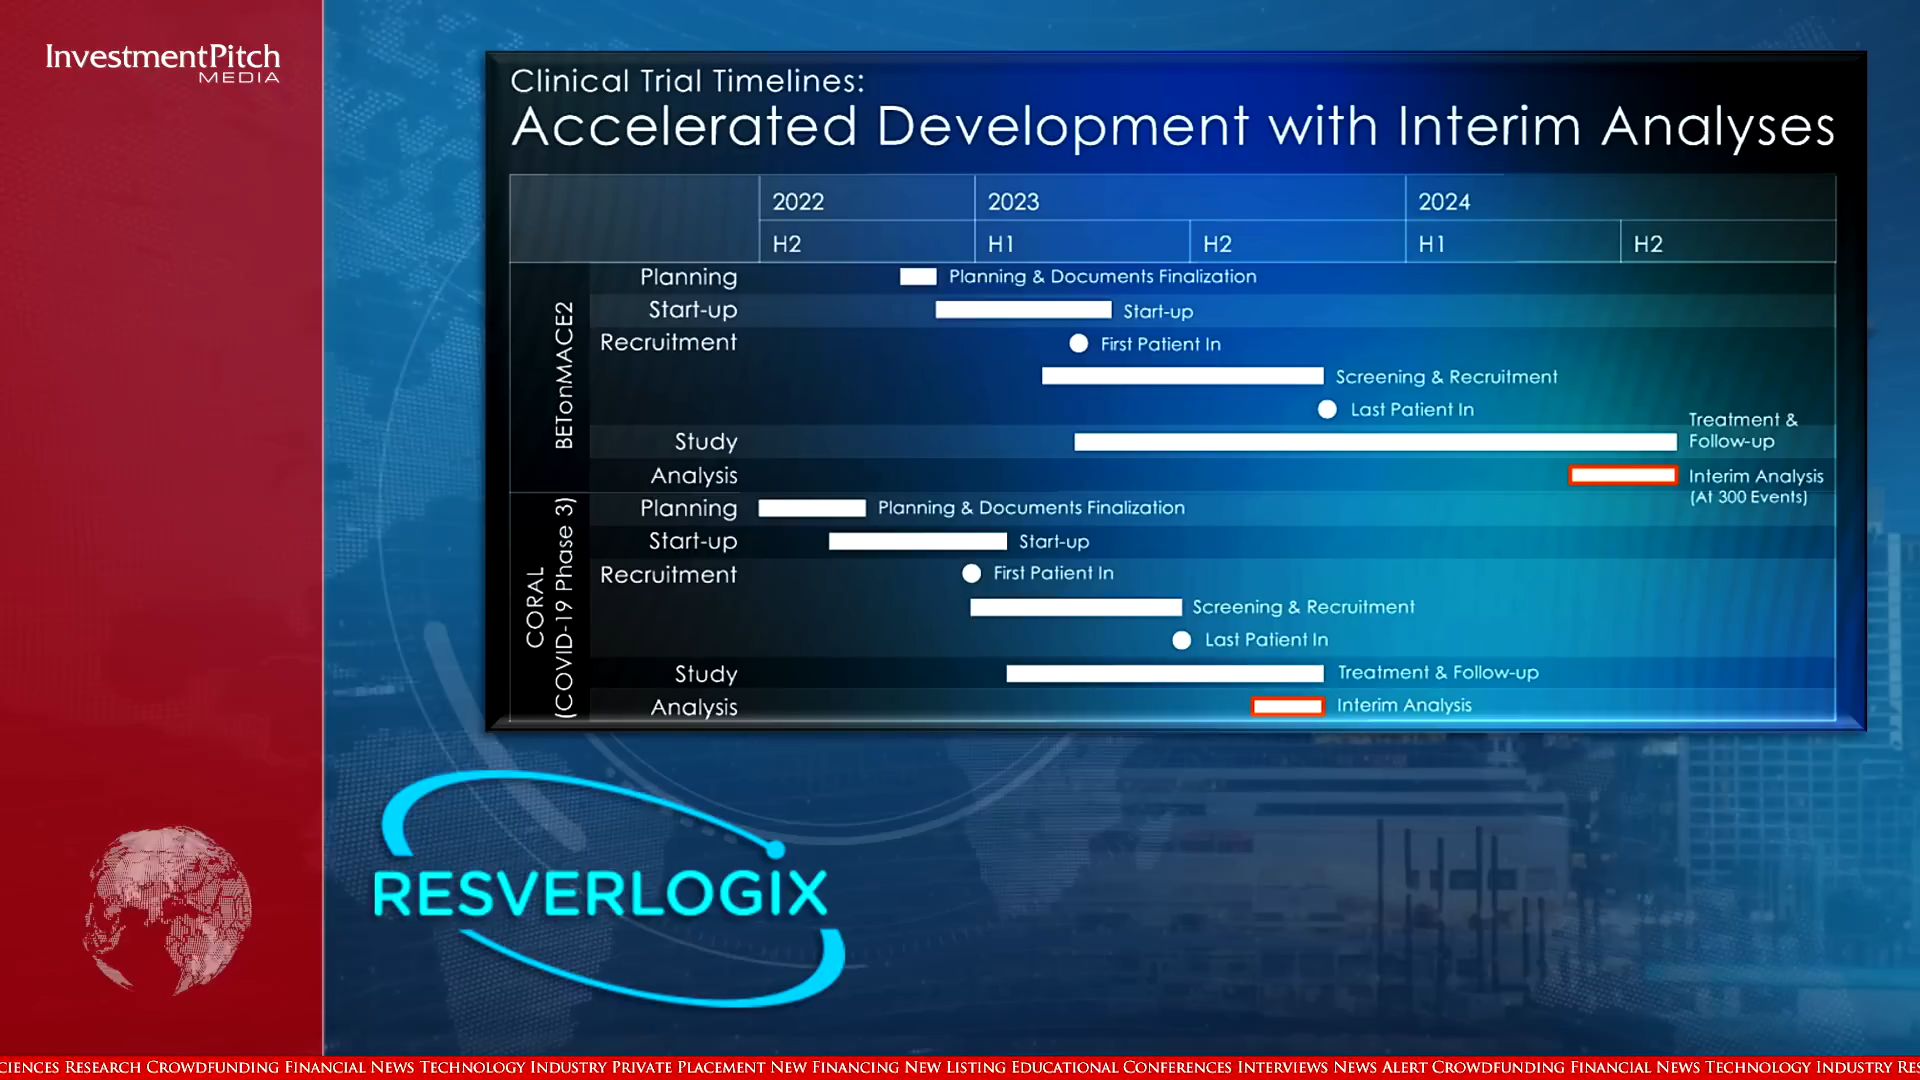 InvestmentPitch
MEDIA
Clinical Trial Timelines:
Accelerated Development with Interim Analyses
2022 2023 2024
H2 H1 H2 H1 H2
BETonMACE2
Planning Planning & Documents Finalization
Start-up Start-up
Recruitment First Patient In
Screening & Recruitment
Last Patient In
Study Treatment &
Follow-up
Analysis Interim Analysis
(At 300 Events)
CORAL
(COVID-19 Phase 3)
Planning Planning & Documents Finalization
Start-up Start-up
Recruitment First Patient In
Screening & Recruitment
Last Patient In
Study Treatment & Follow-up
Analysis Interim Analysis
RESVERLOGIX
CIENCES RESEARCH CROWDFUNDING FINANCIAL NEWS TECHNOLOGY INDUSTRY PRIVATE PLACEMENT NEW FINANCING NEW LISTING EDUCATIONAL CONFERENCES INTERVIEWS NEWS ALERT CROWDFUNDING FINANCIAL NEWS TECHNOLOGY INDUSTRY RES